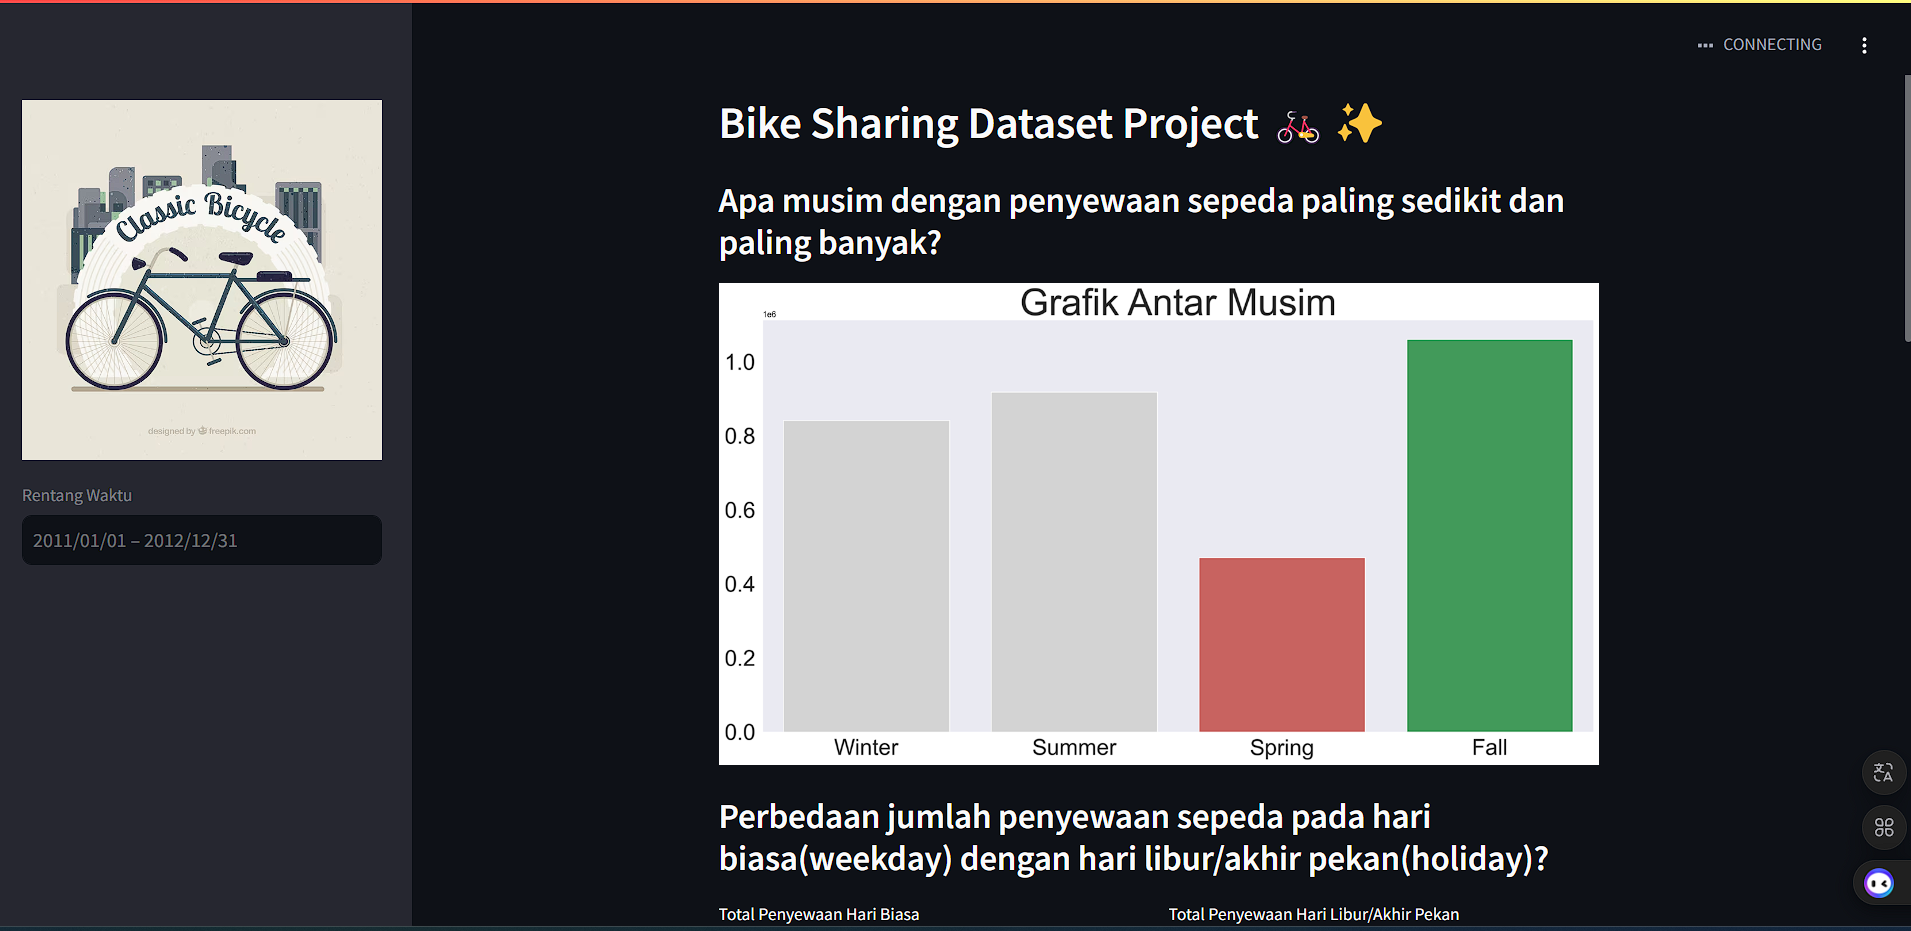 CONNECTING
Classic Bicycle
designed by freepik.com
Rentang Waktu
2011/01/01 – 2012/12/31
Bike Sharing Dataset Project 🚲 ✨
Apa musim dengan penyewaan sepeda paling sedikit dan
paling banyak?
Grafik Antar Musim
1e6
1.0
0.8
0.6
0.4
0.2
0.0
Winter Summer Spring Fall
Perbedaan jumlah penyewaan sepeda pada hari
biasa(weekday) dengan hari libur/akhir pekan(holiday)?
Total Penyewaan Hari Biasa
Total Penyewaan Hari Libur/Akhir Pekan